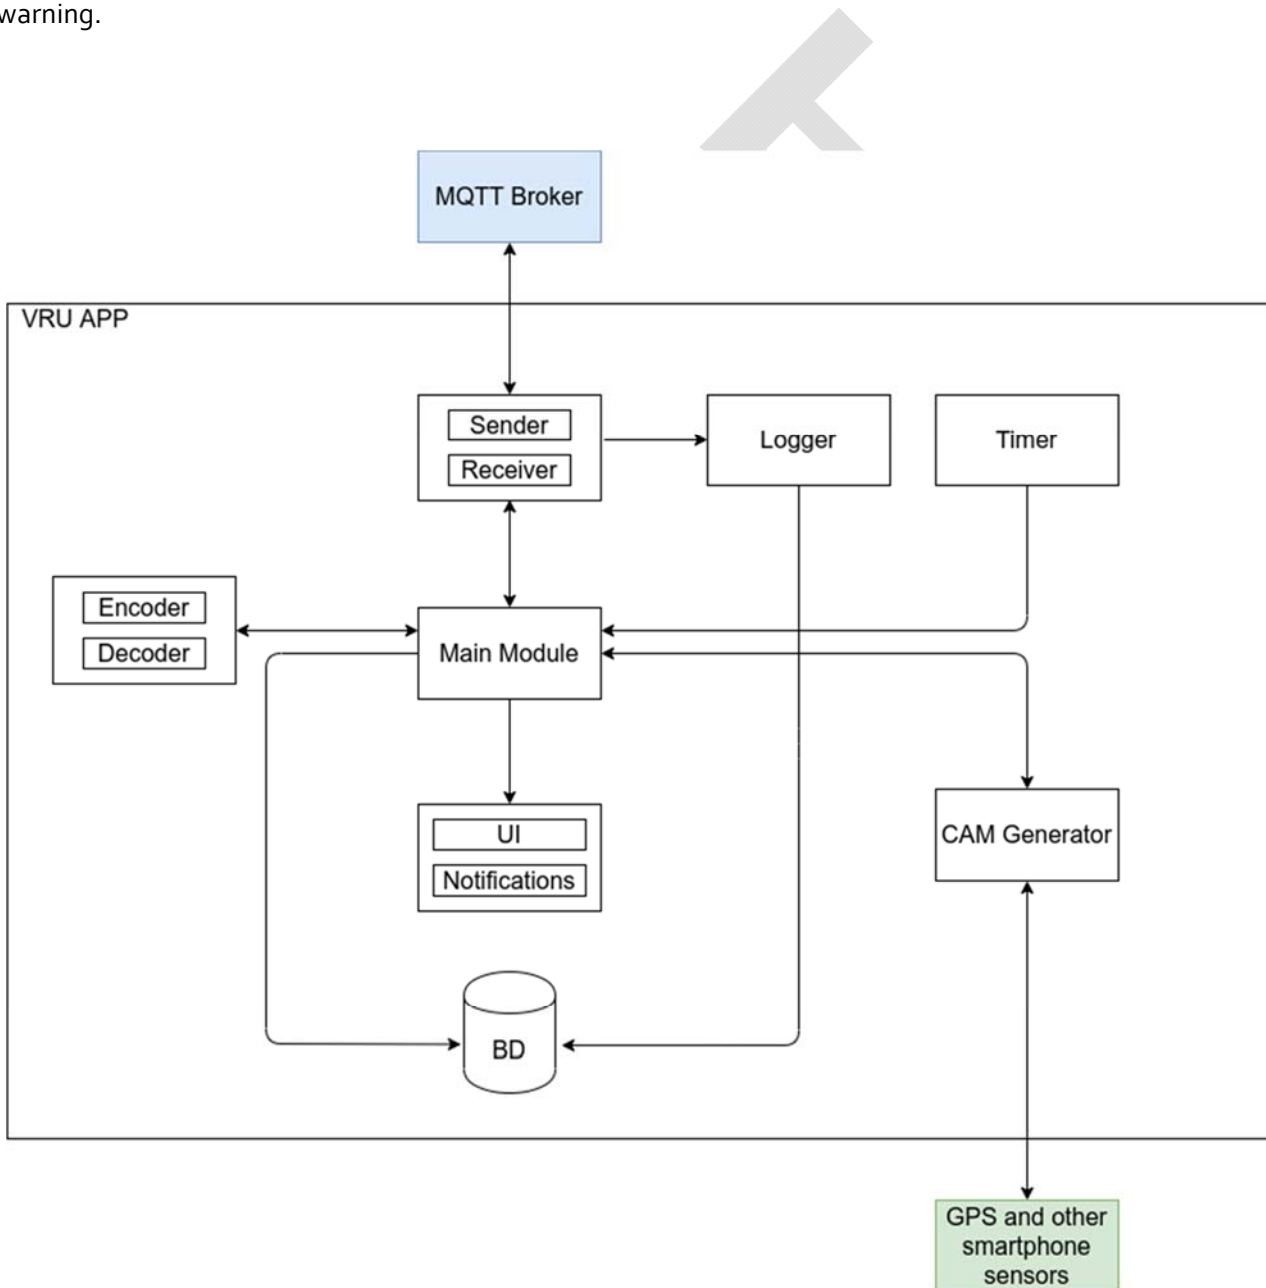 warning.
MQTT Broker
VRU APP
Sender
Receiver
Logger
Timer
Encoder
Decoder
Main Module
UI
Notifications
CAM Generator
BD
GPS and other
smartphone
sensors